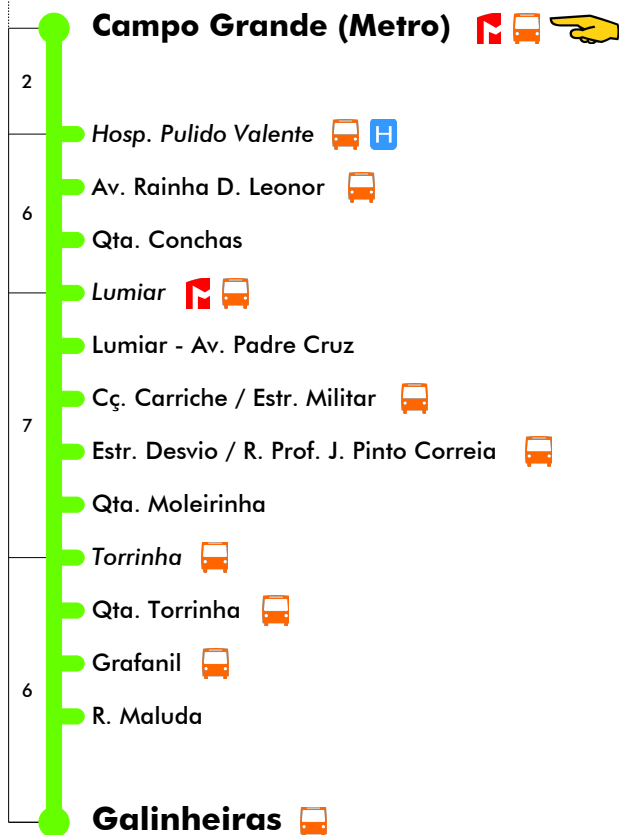 Campo Grande (Metro)
2
Hosp. Pulido Valente H
Av. Rainha D. Leonor
6
Qta. Conchas
Lumiar
Lumiar - Av. Padre Cruz
Cç. Carriche / Estr. Militar
7
Estr. Desvio / R. Prof. J. Pinto Correia
Qta. Moleirinha
Torrinha
Qta. Torrinha
Grafanil
6
R. Maluda
Galinheiras